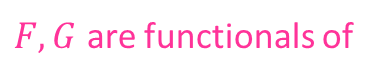 F, G are functionals of